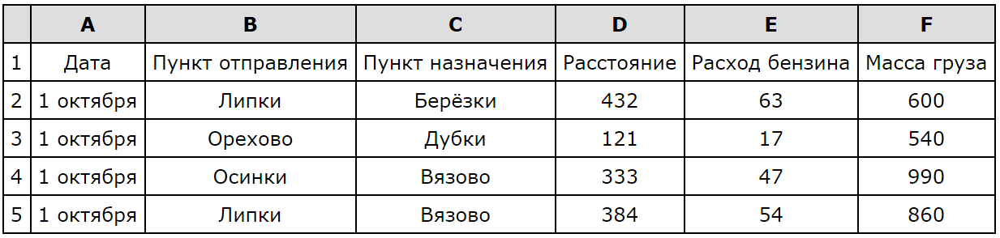 A B C D E F
1 Дата Пункт отправления Пункт назначения Расстояние Расход бензина Масса груза
2 1 октября Липки Берёзки 432 63 600
3 1 октября Орехово Дубки 121 17 540
4 1 октября Осинки Вязово 333 47 990
5 1 октября Липки Вязово 384 54 860